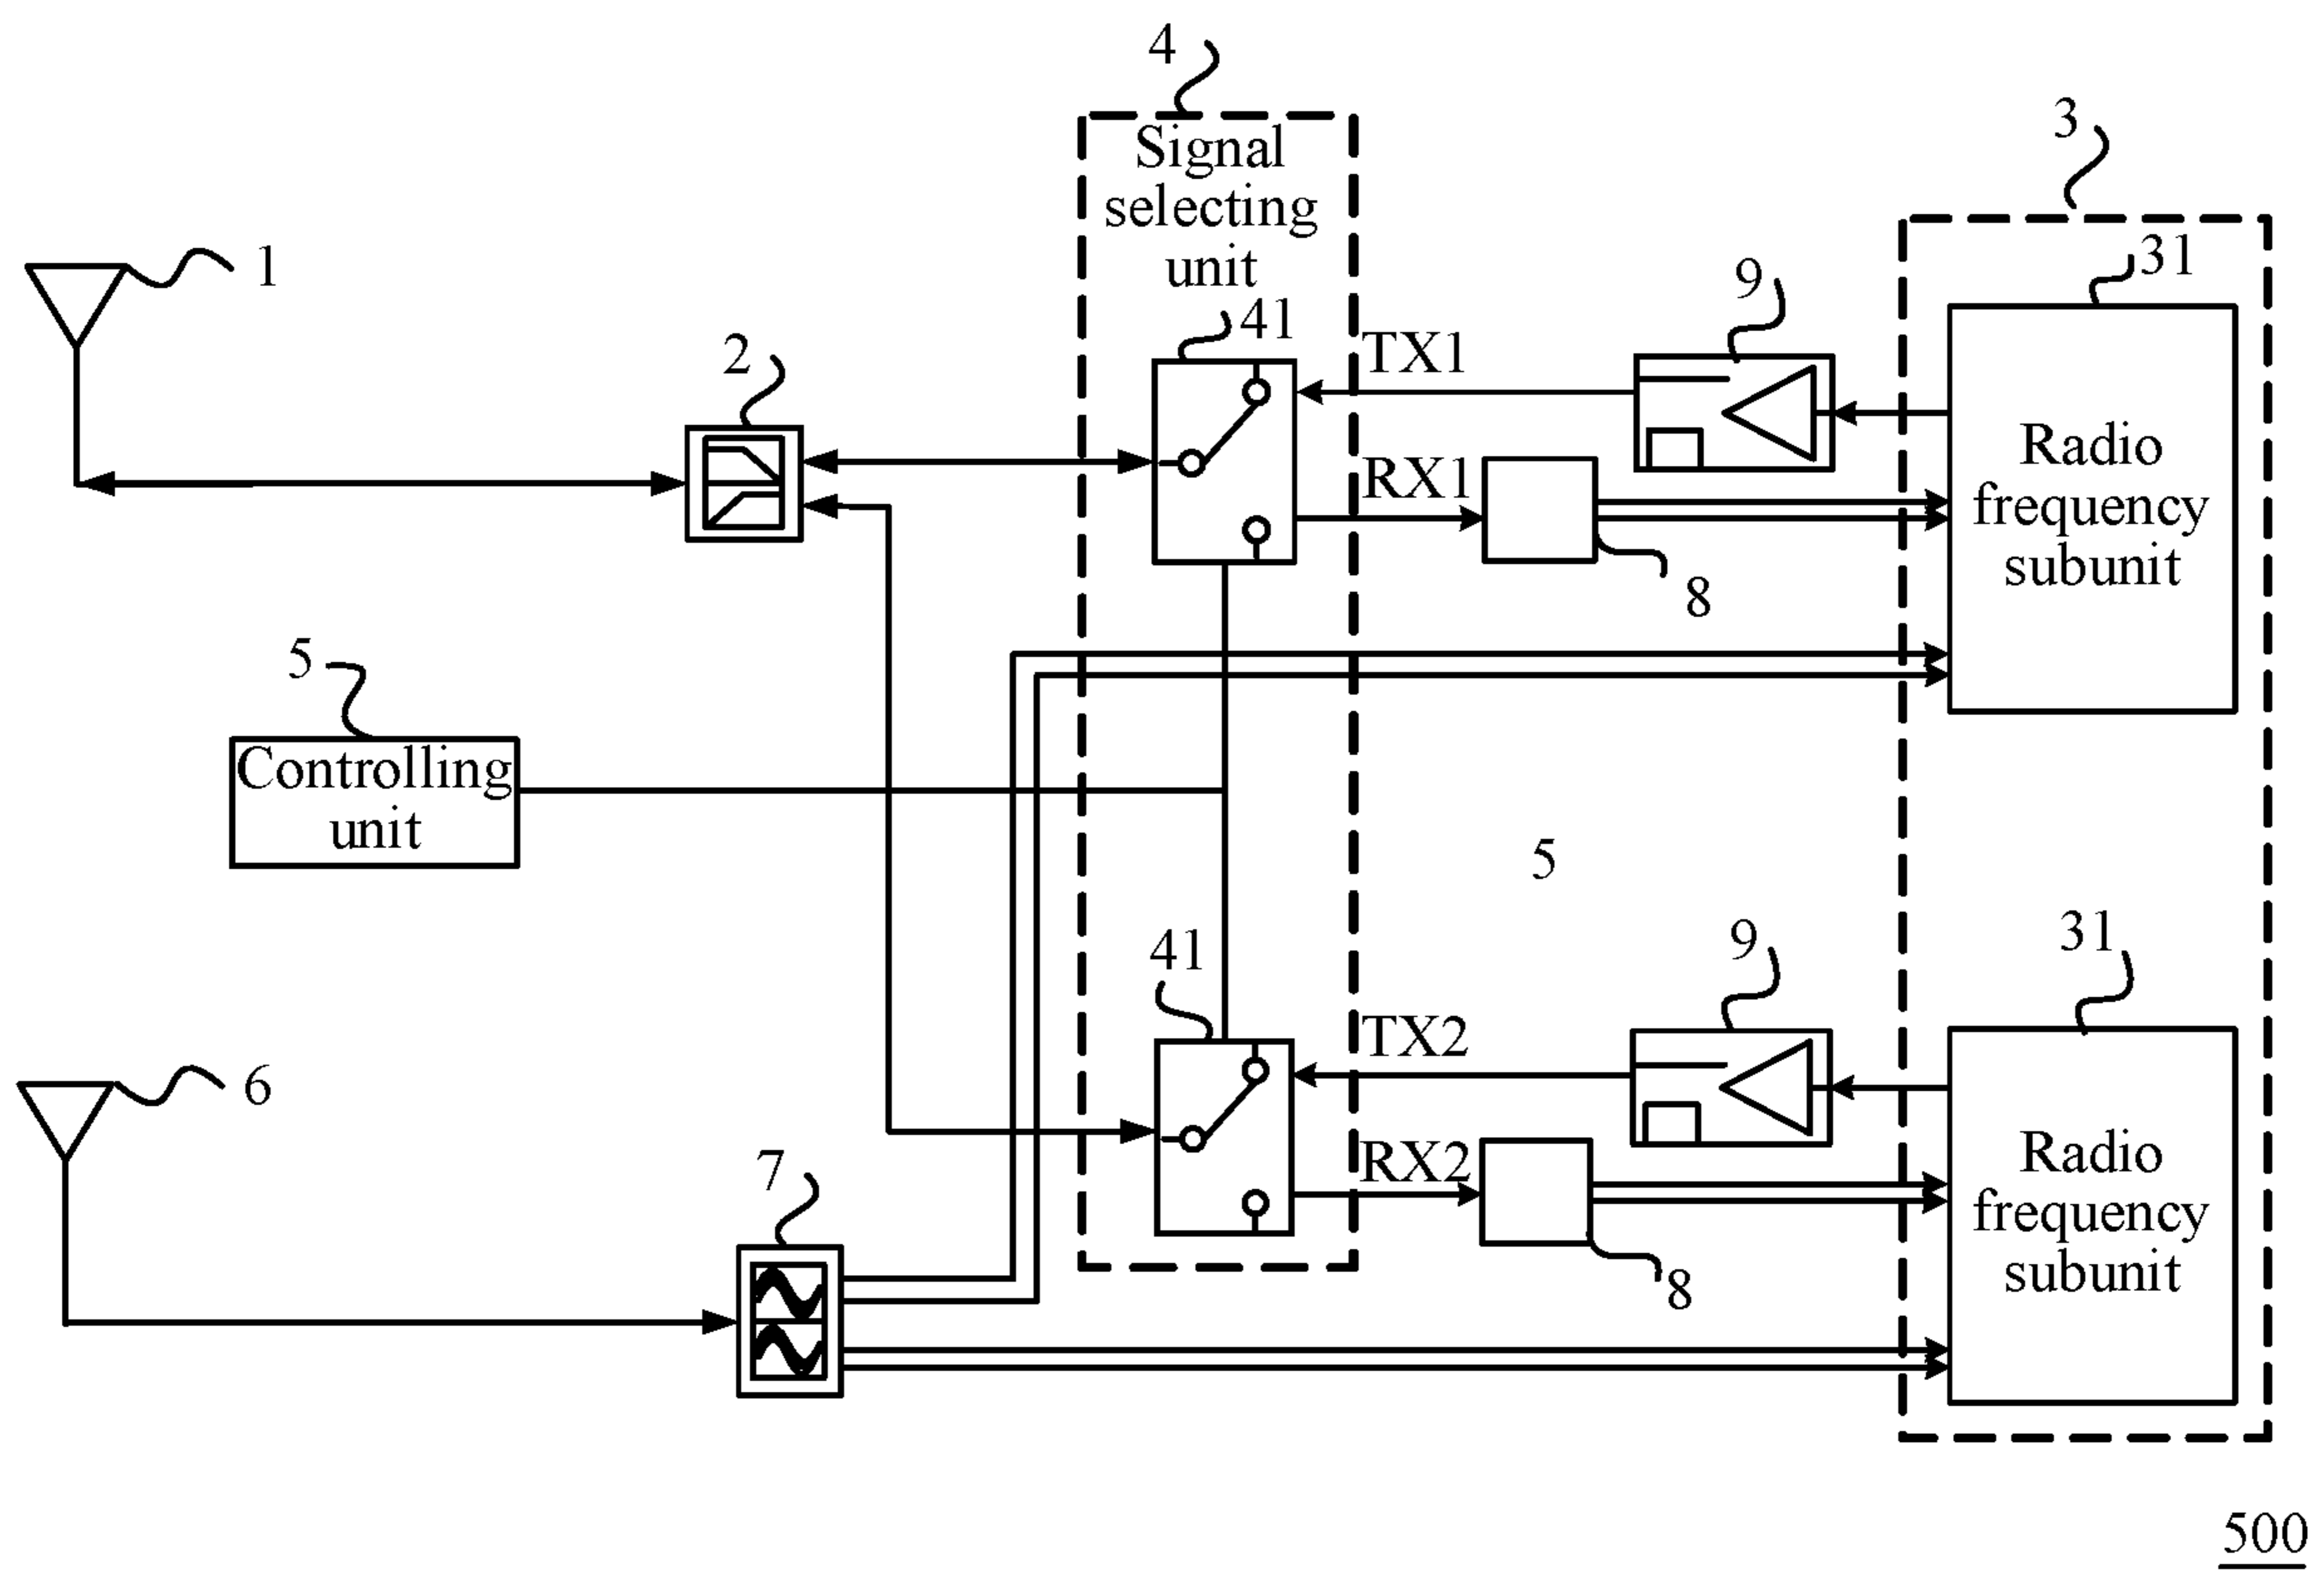 4
Signal
selecting
unit
3
31
1
9
41
TX1
2
Radio
frequency
subunit
RX1
8
5
Controlling
unit
5
9
31
41
TX2
6
Radio
frequency
subunit
RX2
7
8
500